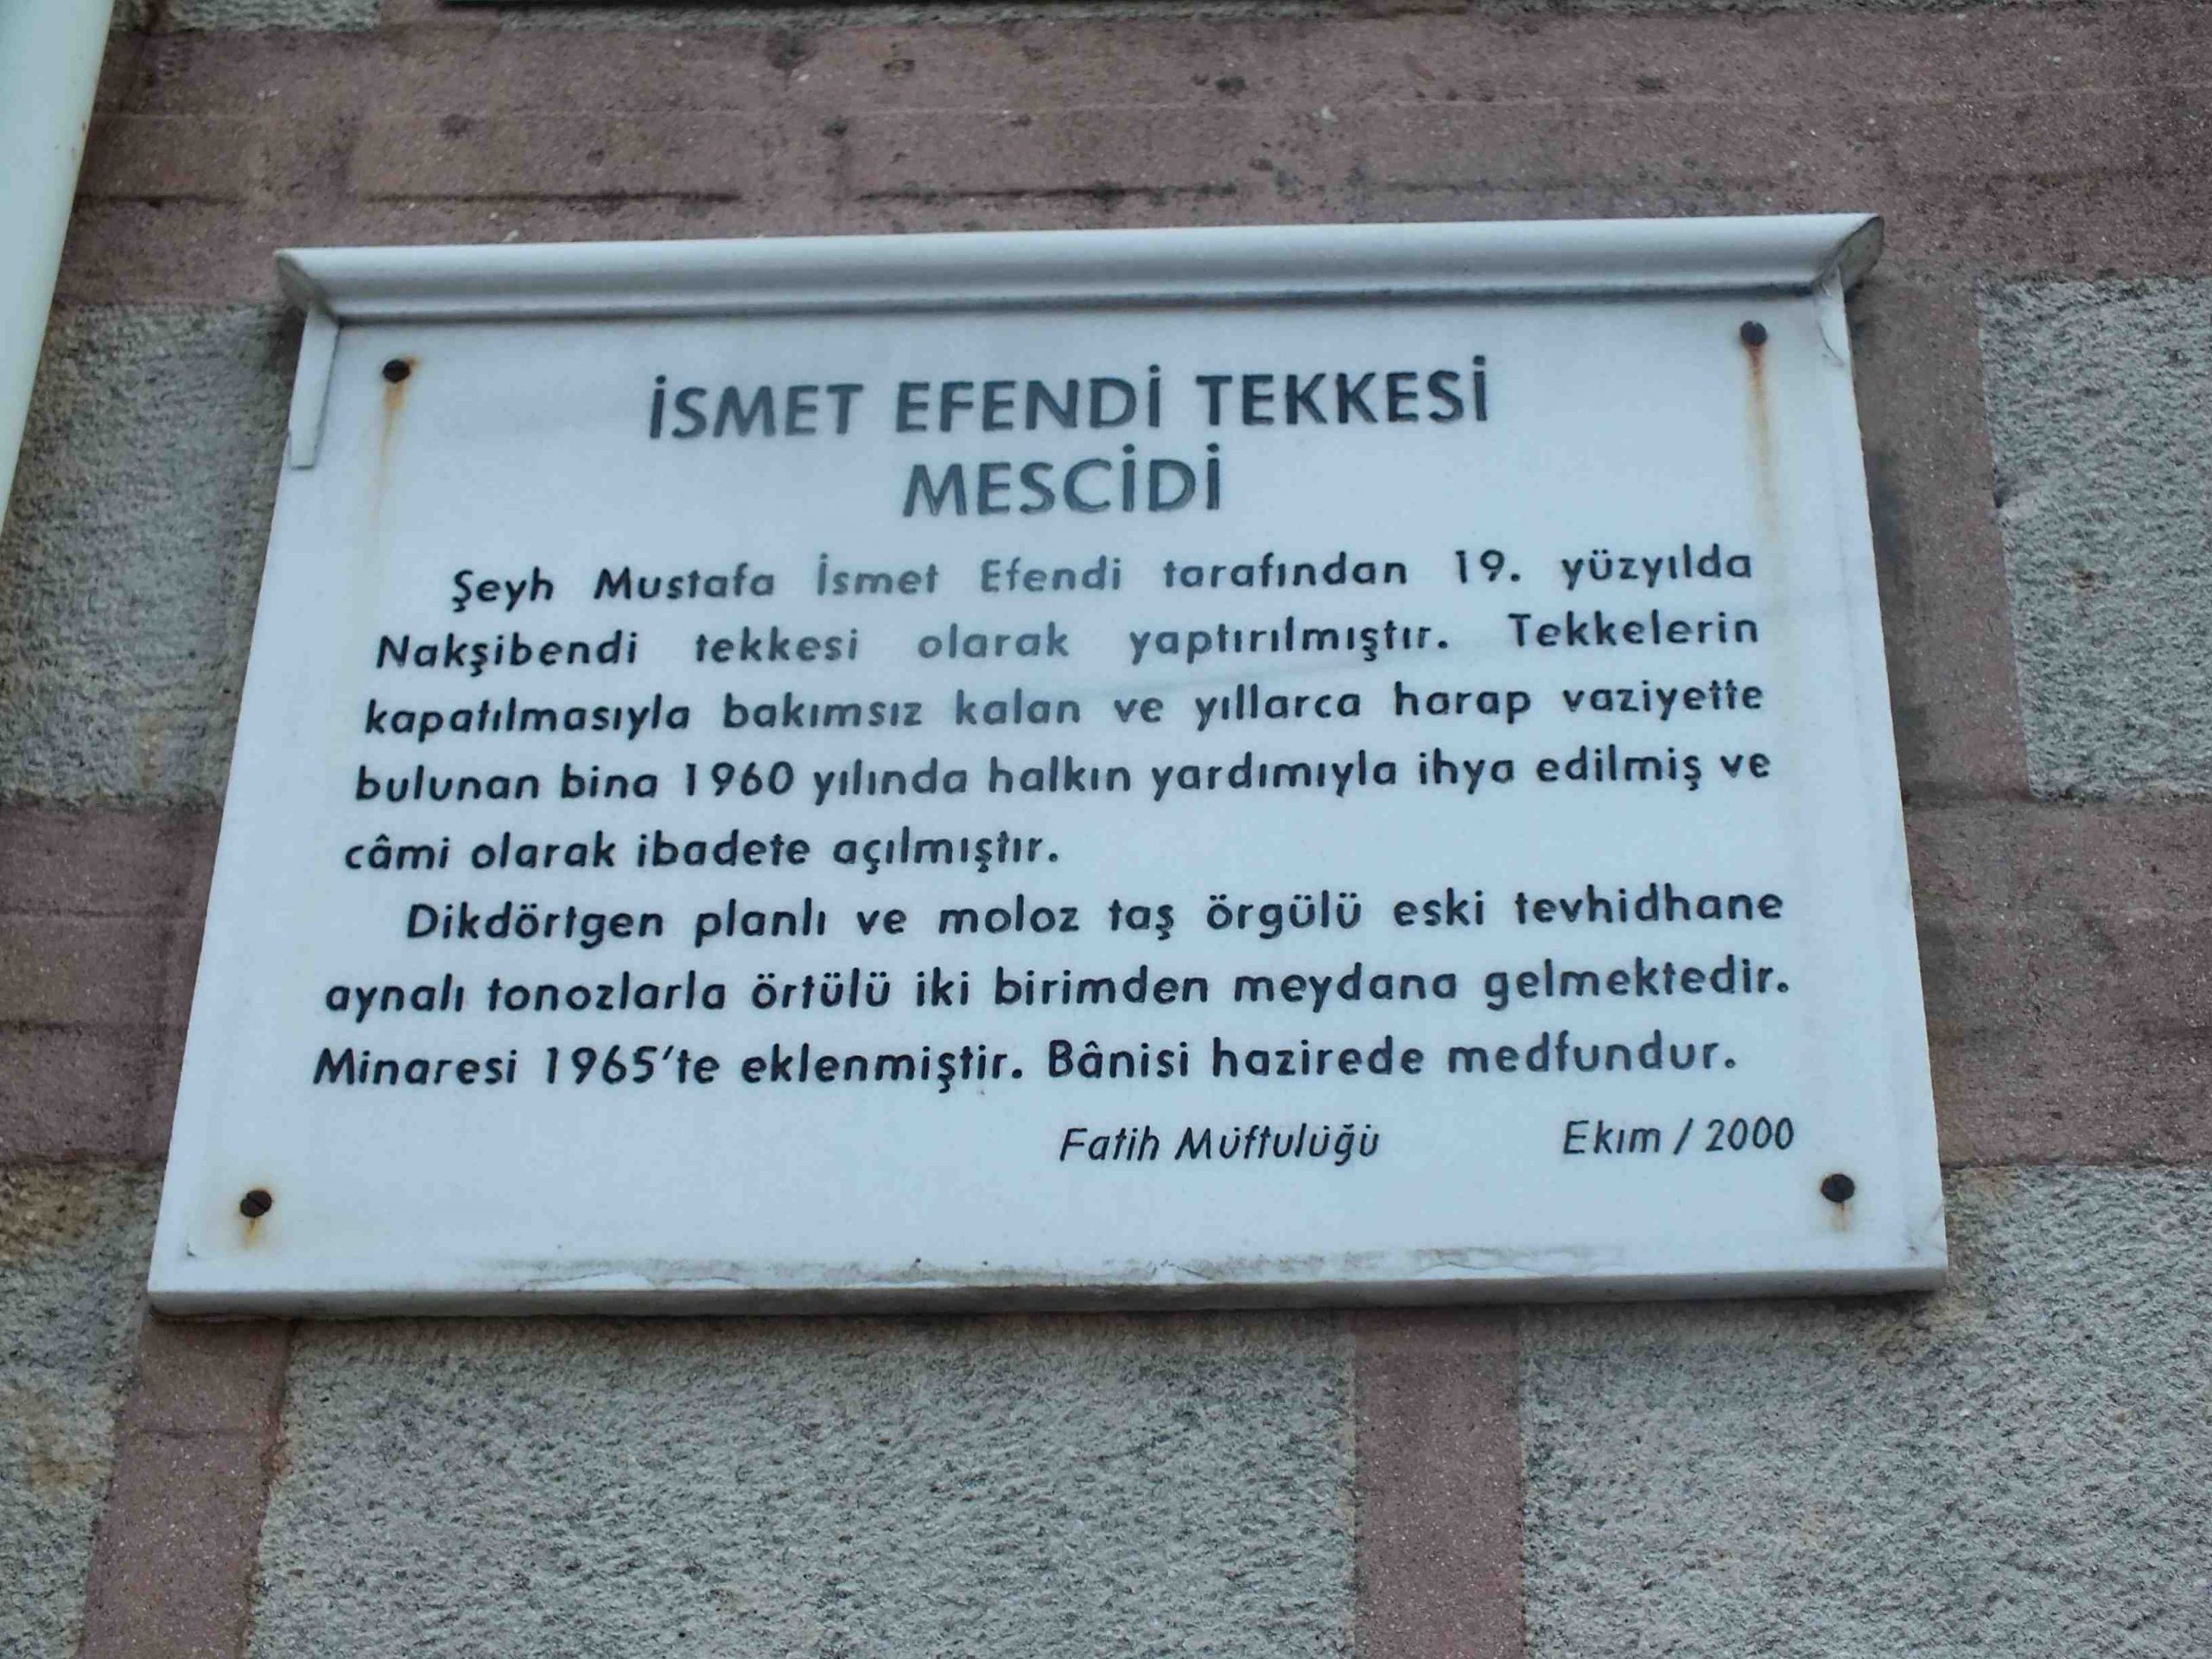 İSMET EFENDİ TEKKESİ
MESCİDİ
Şeyh Mustafa İsmet Efendi tarafından 19. yüzyılda
Nakşibendi tekkesi olarak yaptırılmıştır. Tekkelerin
kapatılmasıyla bakımsız kalan ve yıllarca harap vaziyette
bulunan bina 1960 yılında halkın yardımıyla ihya edilmiş ve
câmi olarak ibadete açılmıştır.
Dikdörtgen planlı ve moloz taş örgülü eski tevhidhane
aynalı tonozlarla örtülü iki birimden meydana gelmektedir.
Minaresi 1965'te eklenmiştir. Bânisi hazirede medfundur.
Fatih Müftulüğü Ekım / 2000